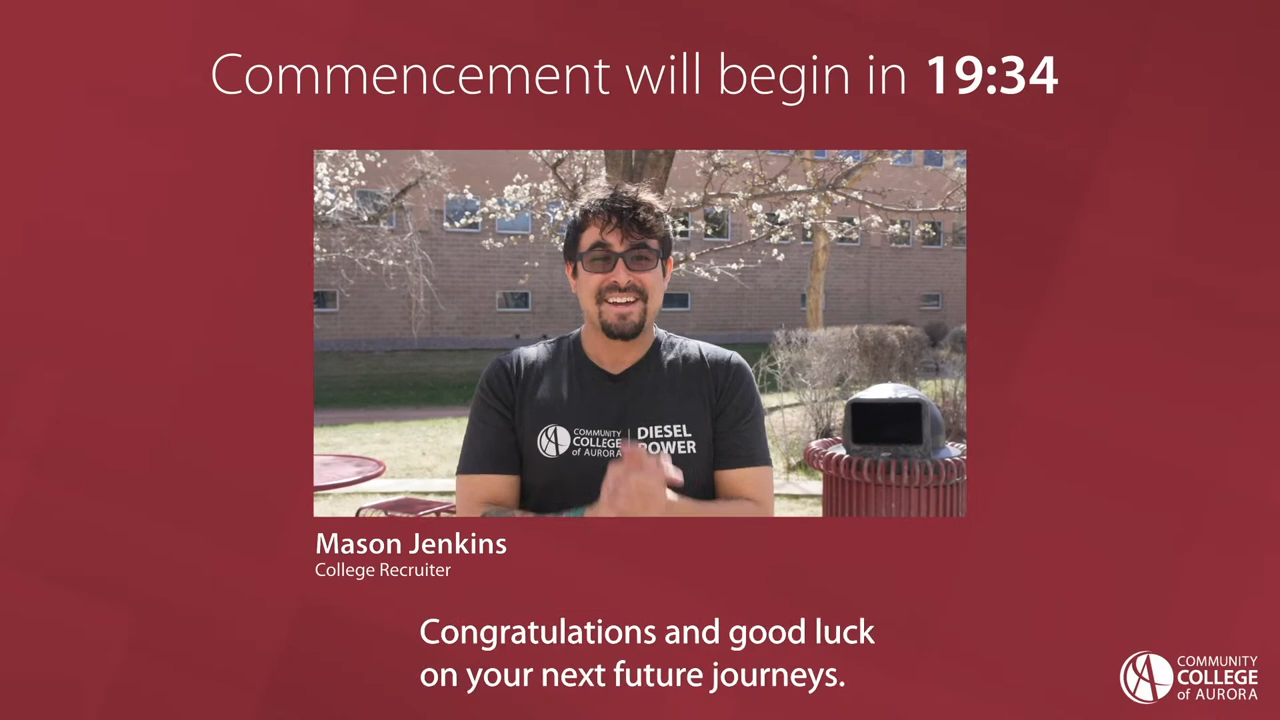 Commencement will begin in 19:34
COMMUNITY
COLLEGE
of AURORA
DIESEL
POWER
Mason Jenkins
College Recruiter
Congratulations and good luck
on your next future journeys.
COMMUNITY
COLLEGE
of AURORA